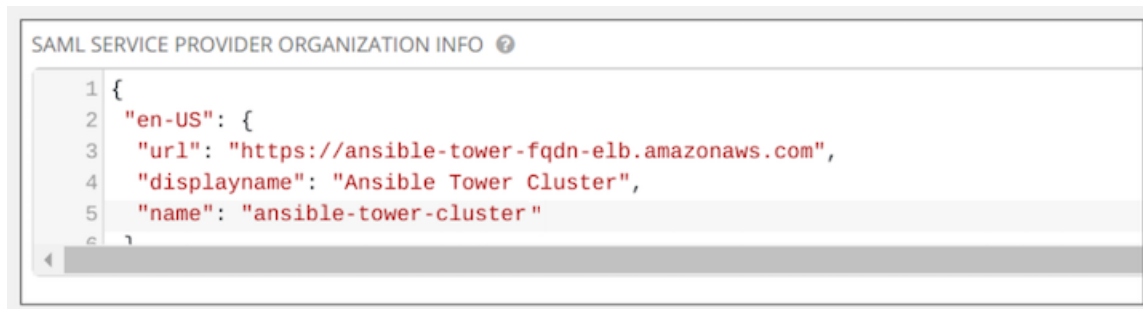 SAML SERVICE PROVIDER ORGANIZATION INFO ?
1 {
2 "en-US": {
3 "url": "https://ansible-tower-fqdn-elb.amazonaws.com",
4 "displayname": "Ansible Tower Cluster",
5 "name": "ansible-tower-cluster"
6 }